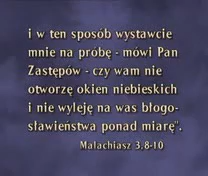 i w ten sposób wystawcie
mnie na próbę - mówi Pan
Zastępów - czy wam nie
otworzę okien niebieskich
i nie wyleję na was błogo-
sławieństwa ponad miarę".
Malachiasz 3,8-10